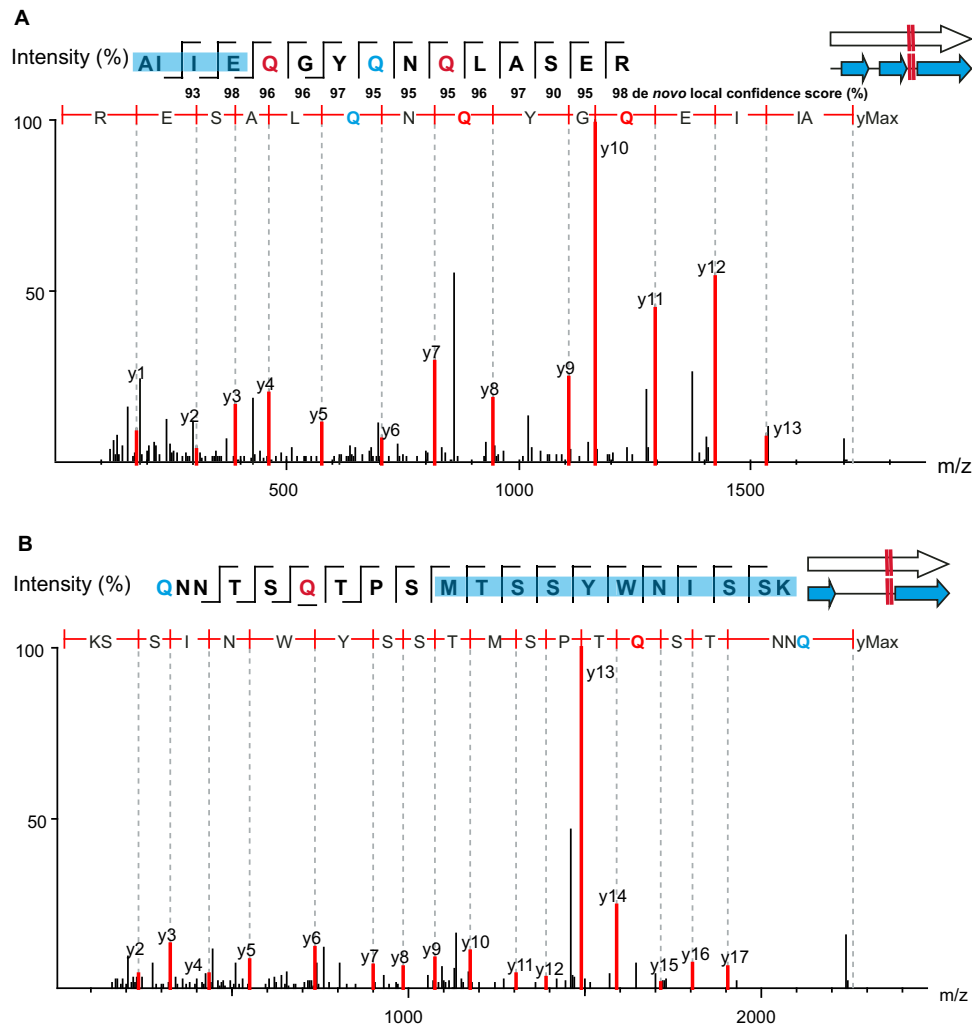 A
Intensity (%) AI I E Q G Y Q N Q L A S E R
93 98 96 96 97 95 95 95 96 97 90 95 98 de novo local confidence score (%)
R E S A L Q N Q Y G Q E I IA yMax
100
y10
y12
50
y11
y7
y1
y9
y3
y4
y8
y2
y5
y6
y13
500 1000 1500
m/z
B
Intensity (%) QNN T S Q T P S M T S S Y W N I S SK
KS S I N W Y S S T M S P T Q S T NNQ yMax
100
y13
50
y14
y2
y3
y4
y5
y6
y7
y8
y9
y10
y11
y12
y15
y16
y17
1000 2000
m/z